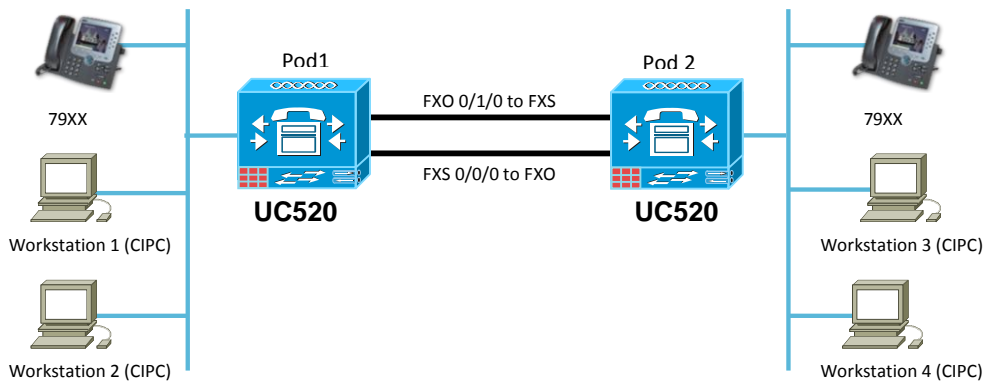 Pod1
Pod 2
79XX
FXO 0/1/0 to FXS
79XX
FXS 0/0/0 to FXO
UC520
UC520
Workstation 1 (CIPC)
Workstation 3 (CIPC)
Workstation 2 (CIPC)
Workstation 4 (CIPC)